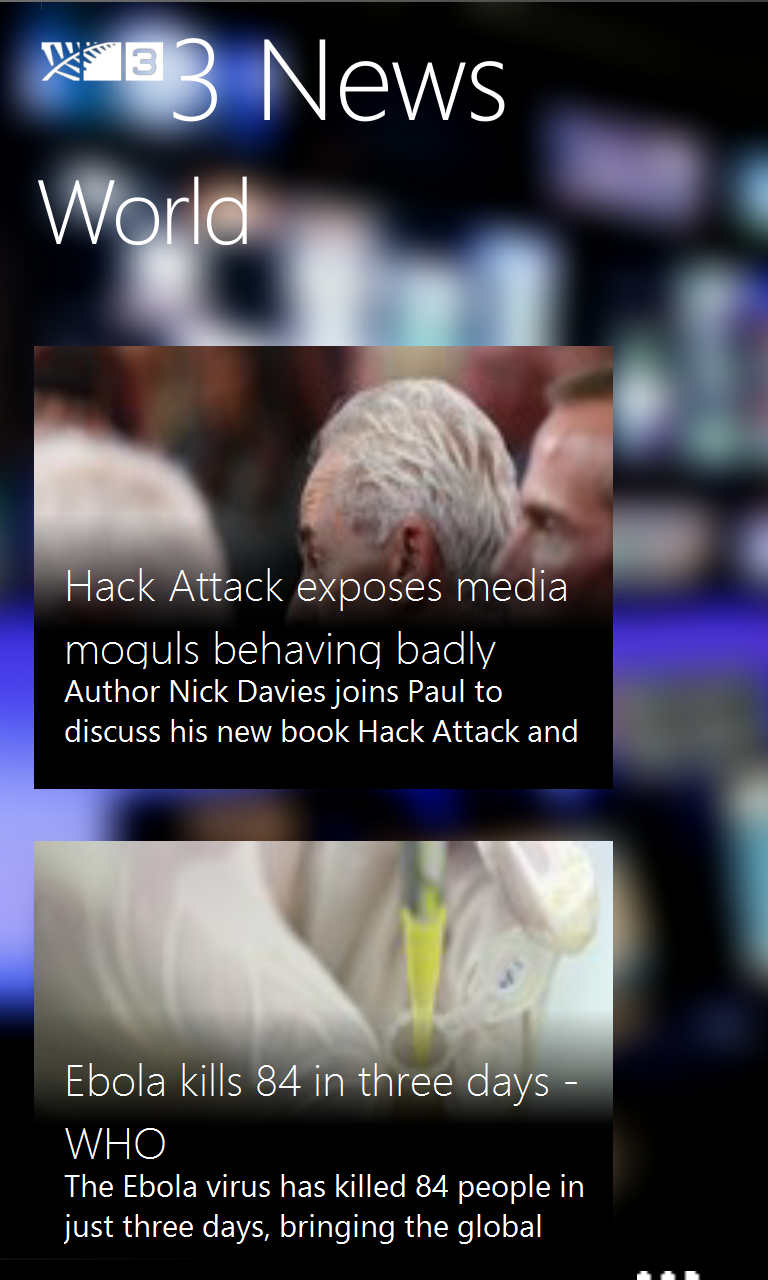 3 3 News
World
Hack Attack exposes media
moguls behaving badly
Author Nick Davies joins Paul to
discuss his new book Hack Attack and
Ebola kills 84 in three days -
WHO
The Ebola virus has killed 84 people in
just three days, bringing the global